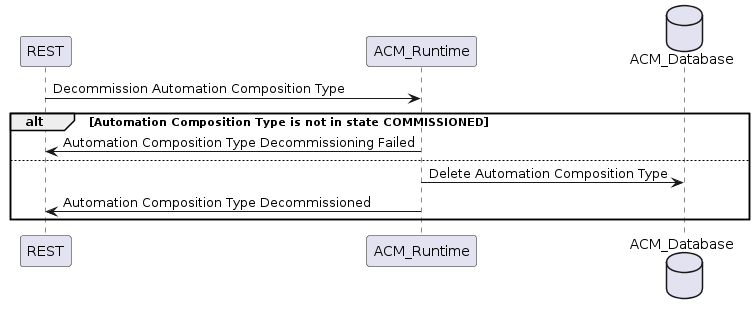 REST
ACM_Runtime
ACM_Database
Decommission Automation Composition Type
alt
[Automation Composition Type is not in state COMMISSIONED]
Automation Composition Type Decommissioning Failed
Delete Automation Composition Type
Automation Composition Type Decommissioned
REST
ACM_Runtime
ACM_Database